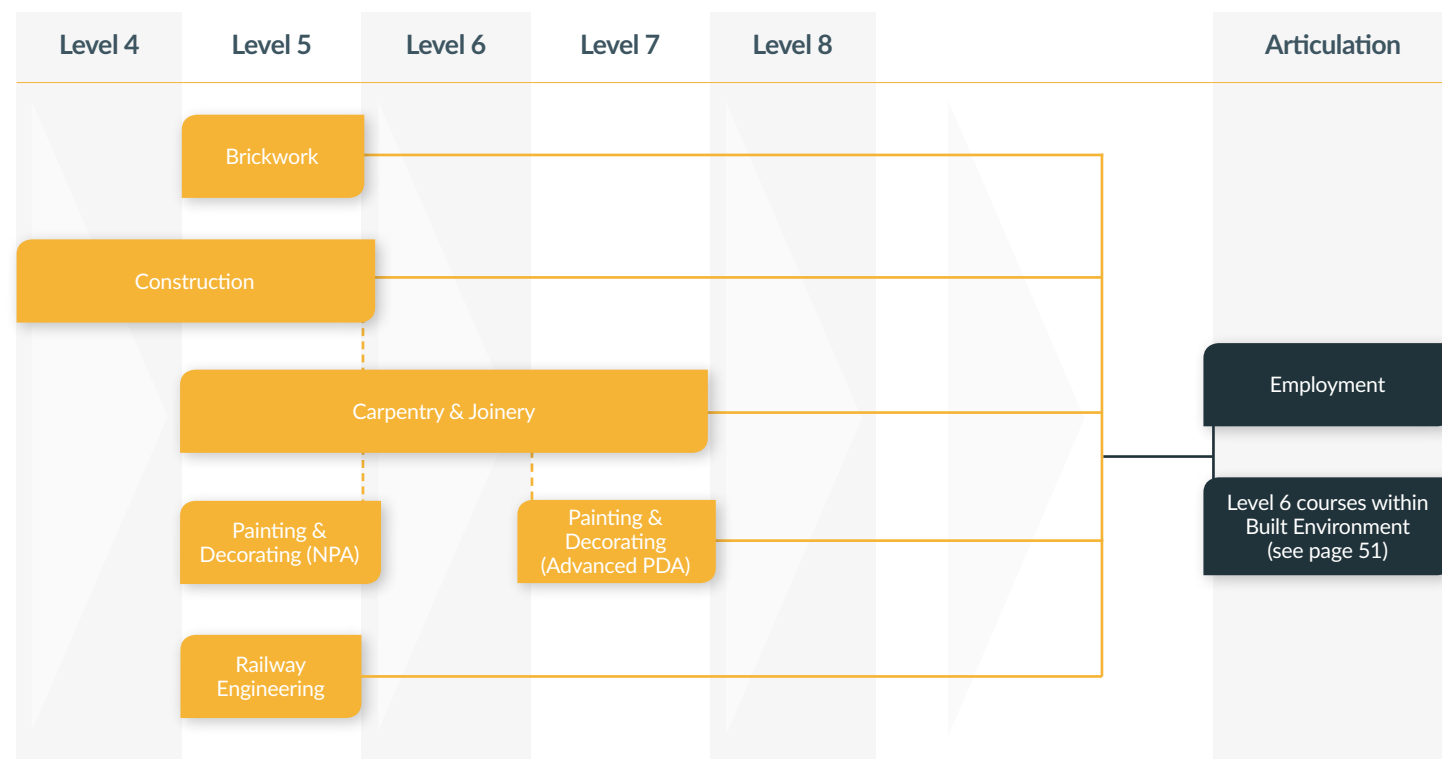 Level 4
Level 5
Level 6
Level 7
Level 8
Articulation
Brickwork
Construction
Carpentry & Joinery
Employment
Painting &
Decorating (NPA)
Painting &
Decorating
(Advanced PDA)
Level 6 courses within
Built Environment
(see page 51)
Railway
Engineering